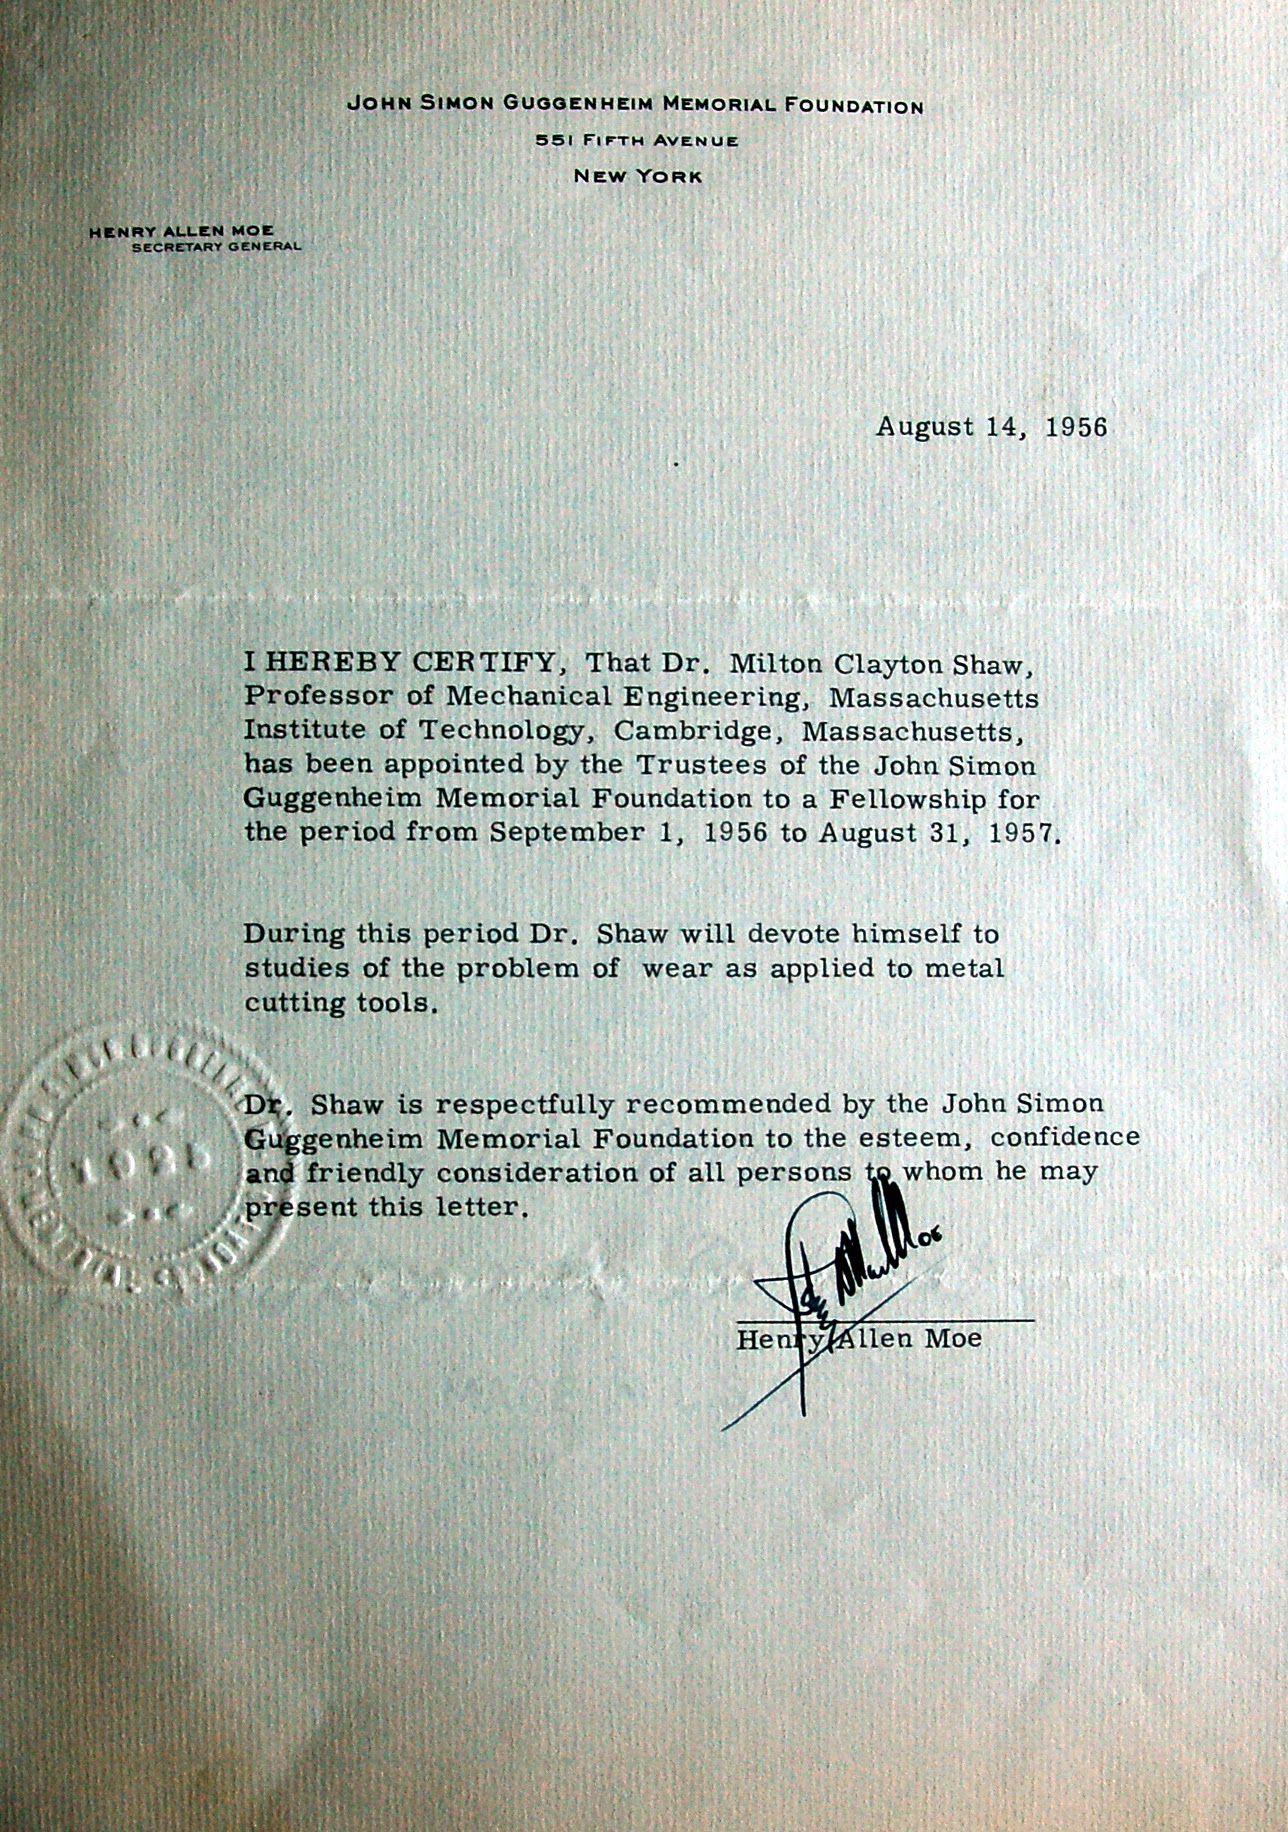 JOHN SIMON GUGGENHEIM MEMORIAL FOUNDATION
551 FIFTH AVENUE
NEW YORK
HENRY ALLEN MOE
SECRETARY GENERAL
August 14, 1956
I HEREBY CERTIFY, That Dr. Milton Clayton Shaw,
Professor of Mechanical Engineering, Massachusetts
Institute of Technology, Cambridge, Massachusetts,
has been appointed by the Trustees of the John Simon
Guggenheim Memorial Foundation to a Fellowship for
the period from September 1, 1956 to August 31, 1957.
During this period Dr. Shaw will devote himself to
studies of the problem of wear as applied to metal
cutting tools.
Dr. Shaw is respectfully recommended by the John Simon
Guggenheim Memorial Foundation to the esteem, confidence
and friendly consideration of all persons to whom he may
present this letter.
Henry Allen Moe